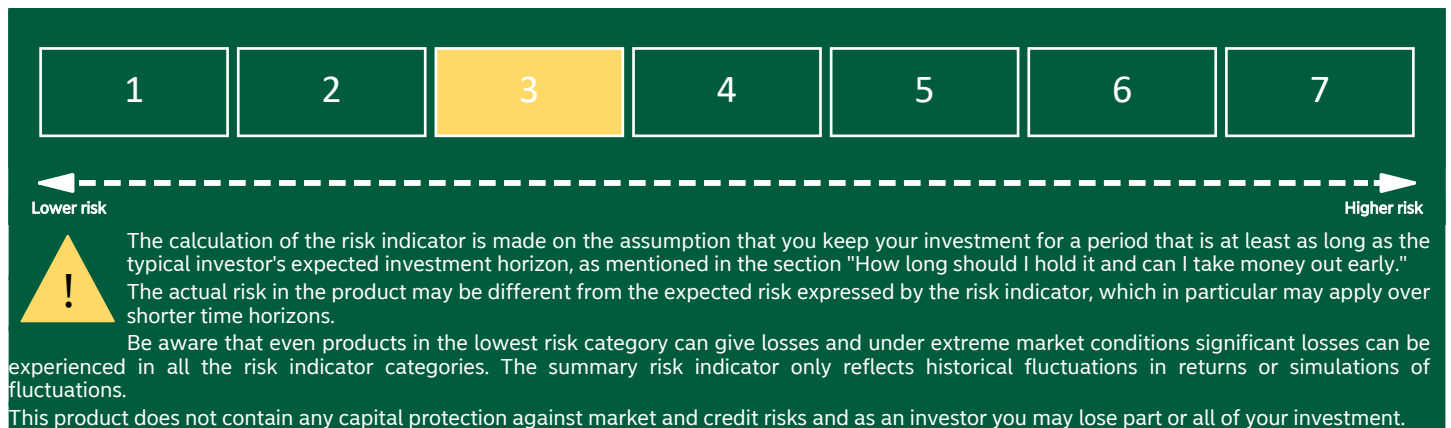 1 2 3 4 5 6 7
Lower risk Higher risk
The calculation of the risk indicator is made on the assumption that you keep your investment for a period that is at least as long as the
typical investor's expected investment horizon, as mentioned in the section "How long should I hold it and can I take money out early."
!
The actual risk in the product may be different from the expected risk expressed by the risk indicator, which in particular may apply over
shorter time horizons.
Be aware that even products in the lowest risk category can give losses and under extreme market conditions significant losses can be
experienced in all the risk indicator categories. The summary risk indicator only reflects historical fluctuations in returns or simulations of
fluctuations.
This product does not contain any capital protection against market and credit risks and as an investor you may lose part or all of your investment.